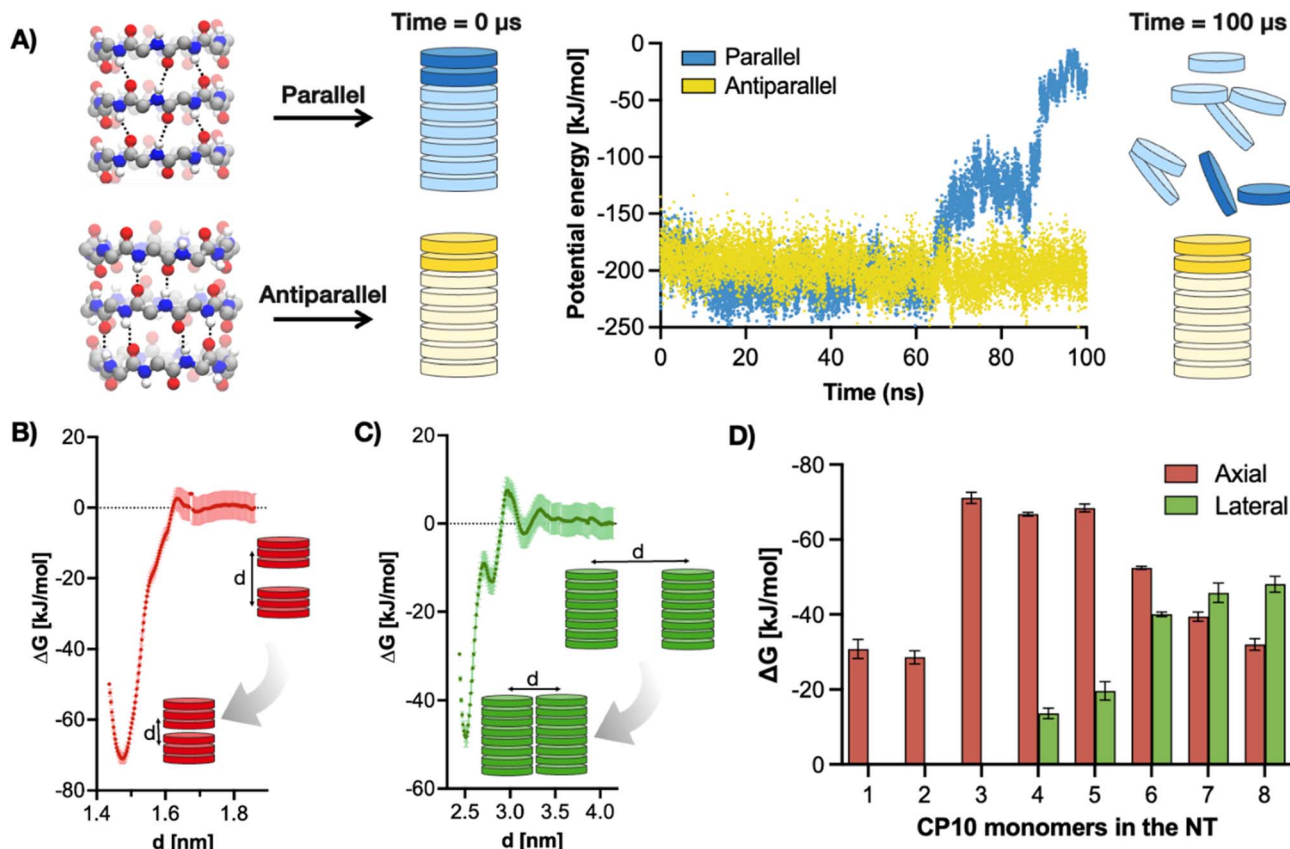 A)
Parallel
Antiparallel
Time = 0 µs
Potential energy [kJ/mol]
0
-50
-100
-150
-200
-250
Parallel
Antiparallel
0
20
40
60
80
100
Time (ns)
Time = 100 µs
B)
ΔG [kJ/mol]
20
0
-20
-40
-60
-80
d
d
1.4
1.6
1.8
d [nm]
C)
ΔG [kJ/mol]
20
0
-20
-40
-60
d
d
2.5
3.0
3.5
4.0
d [nm]
D)
ΔG [kJ/mol]
-80
-60
-40
-20
0
Axial
Lateral
1
2
3
4
5
6
7
8
CP10 monomers in the NT